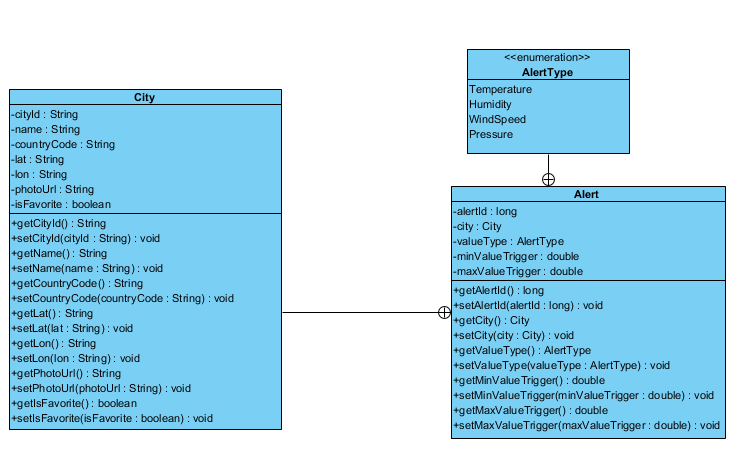 City
-cityId : String
-name : String
-countryCode : String
-lat : String
-lon : String
-photoUrl : String
-isFavorite : boolean
+getCityId() : String
+setCityId(cityId : String) : void
+getName() : String
+setName(name : String) : void
+getCountryCode() : String
+setCountryCode(countryCode : String) : void
+getLat() : String
+setLat(lat : String) : void
+getLon() : String
+setLon(lon : String) : void
+getPhotoUrl() : String
+setPhotoUrl(photoUrl : String) : void
+getIsFavorite() : boolean
+setIsFavorite(isFavorite : boolean) : void
<<enumeration>>
AlertType
Temperature
Humidity
WindSpeed
Pressure
Alert
-alertId : long
-city : City
-valueType : AlertType
-minValueTrigger : double
-maxValueTrigger : double
+getAlertId() : long
+setAlertId(alertId : long) : void
+getCity() : City
+setCity(city : City) : void
+getValueType() : AlertType
+setValueType(valueType : AlertType) : void
+getMinValueTrigger() : double
+setMinValueTrigger(minValueTrigger : double) : void
+getMaxValueTrigger() : double
+setMaxValueTrigger(maxValueTrigger : double) : void